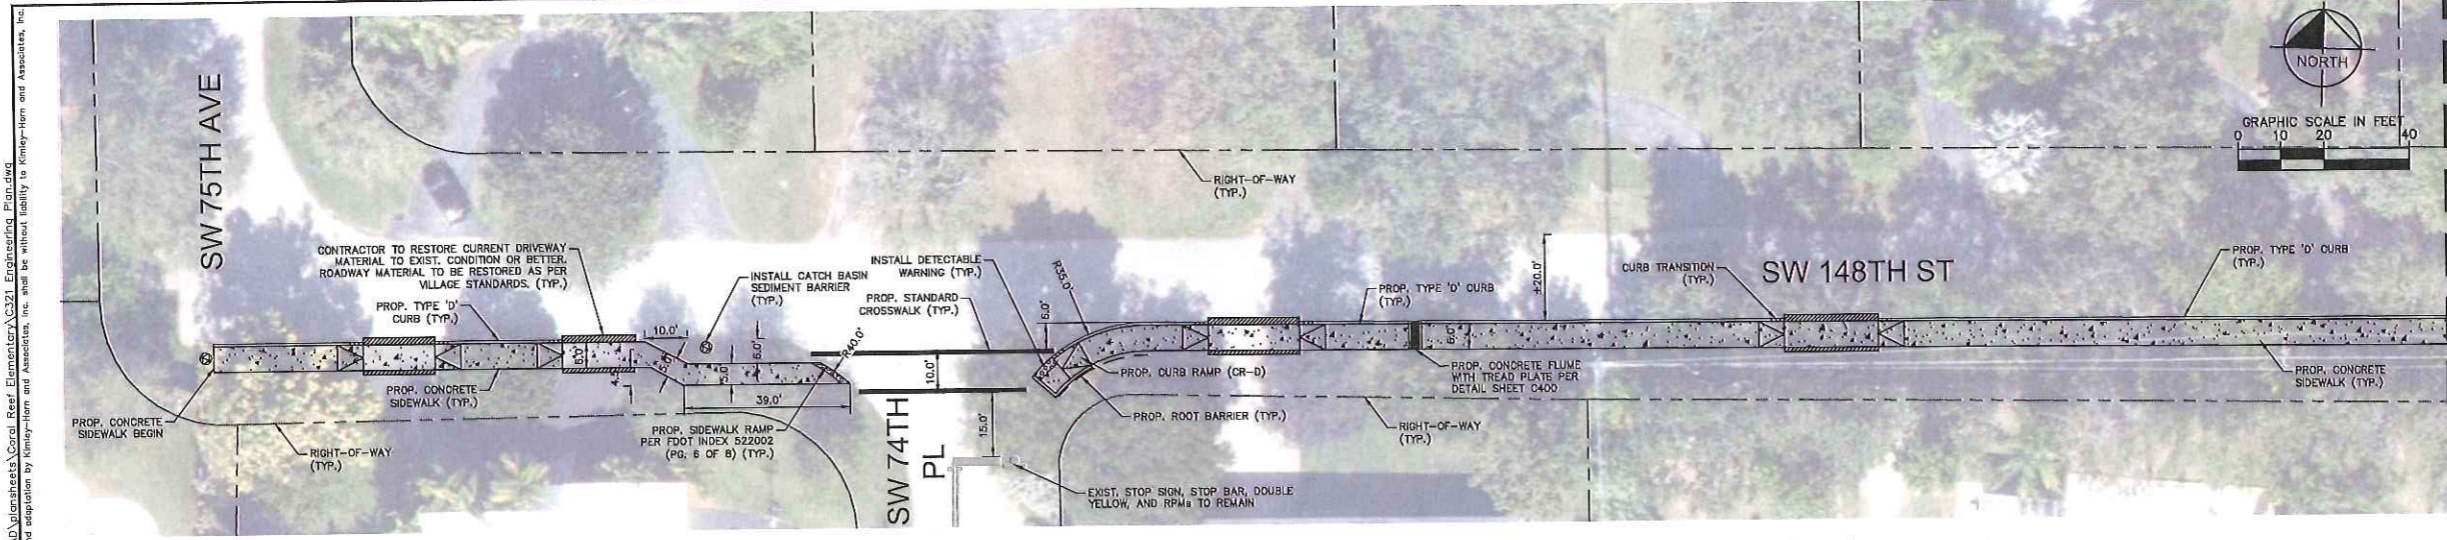 AD\plansheets\Coral Reef Elementary\C321 Engineering Plan.dwg
nd adaptation by Kimley-Horn and Associates, Inc. shall be without liability to Kimley-Horn and Associates, Inc.
SW 75TH AVE
NORTH
GRAPHIC SCALE IN FEET
0 10 20 40
RIGHT-OF-WAY
(TYP.)
CONTRACTOR TO RESTORE CURRENT DRIVEWAY
MATERIAL TO EXIST. CONDITION OR BETTER.
ROADWAY MATERIAL TO BE RESTORED AS PER
VILLAGE STANDARDS. (TYP.)
PROP. TYPE 'D'
CURB (TYP.)
INSTALL CATCH BASIN
SEDIMENT BARRIER
(TYP.)
INSTALL DETECTABLE
WARNING (TYP.)
PROP. STANDARD
CROSSWALK (TYP.)
R35.0'
PROP. TYPE 'D' CURB
(TYP.)
±20.0'
CURB TRANSITION
(TYP.)
SW 148TH ST
PROP. TYPE 'D' CURB
(TYP.)
10.0'
6.0'
5.0'
5.0'
6.0'
R40.0'
10.0'
6.0'
6.0'
39.0'
15.0'
PROP. CONCRETE
SIDEWALK BEGIN
PROP. CONCRETE
SIDEWALK (TYP.)
RIGHT-OF-WAY
(TYP.)
PROP. SIDEWALK RAMP
PER FDOT INDEX 522002
(PG. 6 OF 8) (TYP.)
SW 74TH
PL
PROP. CURB RAMP (CR-D)
PROP. ROOT BARRIER (TYP.)
EXIST. STOP SIGN, STOP BAR, DOUBLE
YELLOW, AND RPMs TO REMAIN
PROP. CONCRETE FLUME
WITH TREAD PLATE PER
DETAIL SHEET C400
RIGHT-OF-WAY
(TYP.)
PROP. CONCRETE
SIDEWALK (TYP.)